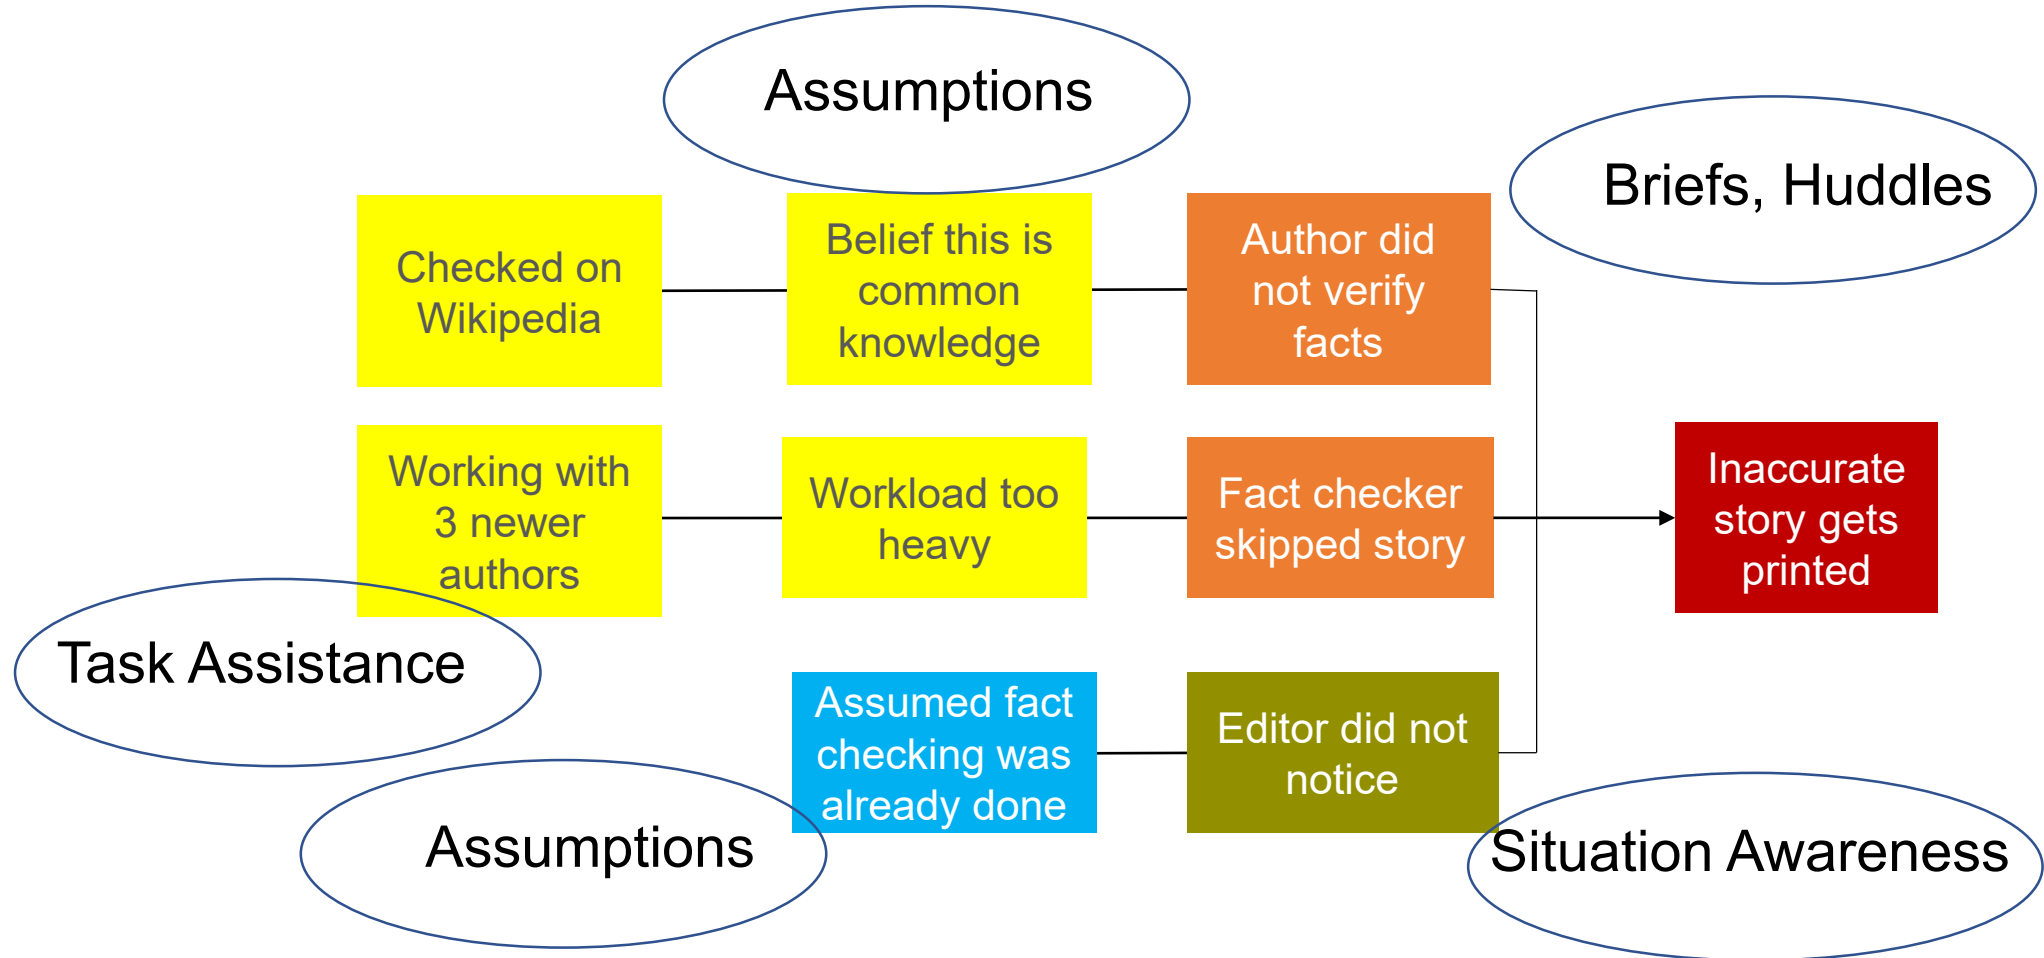 Assumptions
Briefs, Huddles
Checked on
Wikipedia
Belief this is
common
knowledge
Author did
not verify
facts
Working with
3 newer
authors
Workload too
heavy
Fact checker
skipped story
Inaccurate
story gets
printed
Task Assistance
Assumed fact
checking was
already done
Editor did not
notice
Assumptions
Situation Awareness